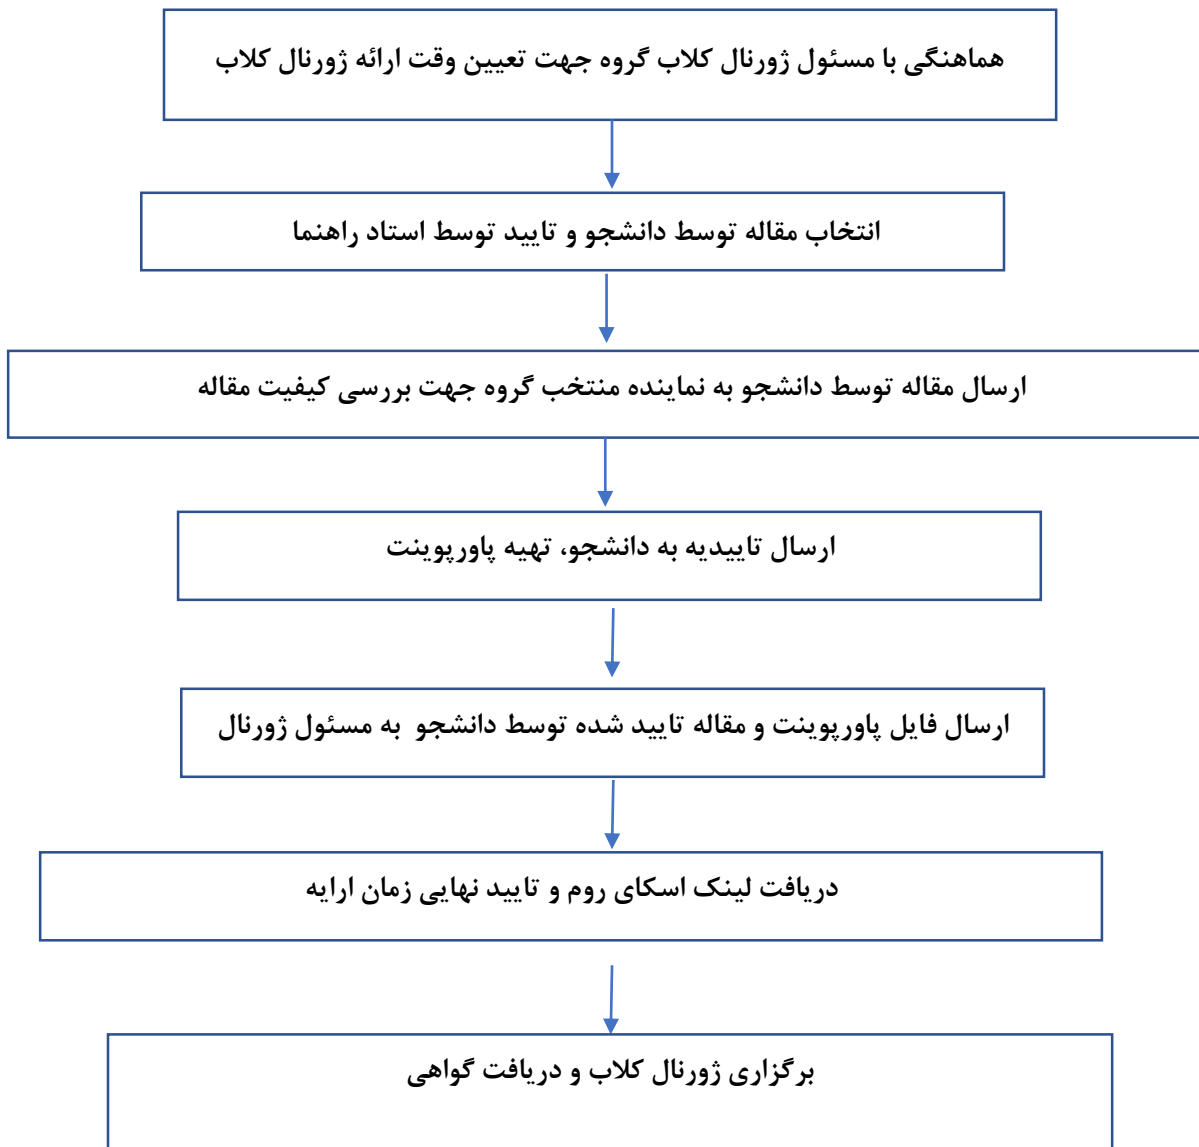 هماهنگی با مسئول ژورنال کلاب گروه جهت تعیین وقت ارائه ژورنال کلاب
انتخاب مقاله توسط دانشجو و تایید توسط استاد راهنما
ارسال مقاله توسط دانشجو به نماینده منتخب گروه جهت بررسی کیفیت مقاله
ارسال تاییدیه به دانشجو، تهیه پاورپوینت
ارسال فایل پاورپوینت و مقاله تایید شده توسط دانشجو به مسئول ژورنال
دریافت لینک اسکای روم و تایید نهایی زمان ارایه
برگزاری ژورنال کلاب و دریافت گواهی